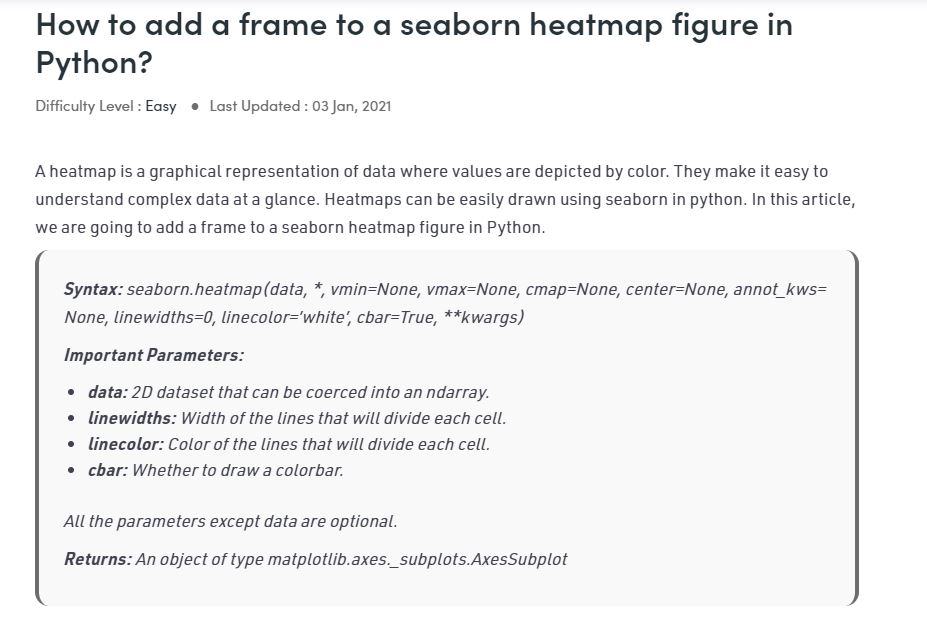 How to add a frame to a seaborn heatmap figure in
Python?
Difficulty Level : Easy ● Last Updated : 03 Jan, 2021
A heatmap is a graphical representation of data where values are depicted by color. They make it easy to
understand complex data at a glance. Heatmaps can be easily drawn using seaborn in python. In this article,
we are going to add a frame to a seaborn heatmap figure in Python.
Syntax: seaborn.heatmap(data, *, vmin=None, vmax=None, cmap=None, center=None, annot_kws=
None, linewidths=0, linecolor=’white’, cbar=True, **kwargs)
Important Parameters:
• data: 2D dataset that can be coerced into an ndarray.
• linewidths: Width of the lines that will divide each cell.
• linecolor: Color of the lines that will divide each cell.
• cbar: Whether to draw a colorbar.
All the parameters except data are optional.
Returns: An object of type matplotlib.axes._subplots.AxesSubplot